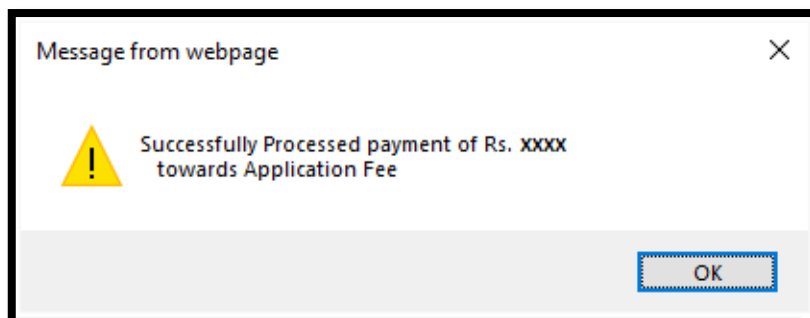 Message from webpage
!
Successfully Processed payment of Rs. xxxx
towards Application Fee
OK